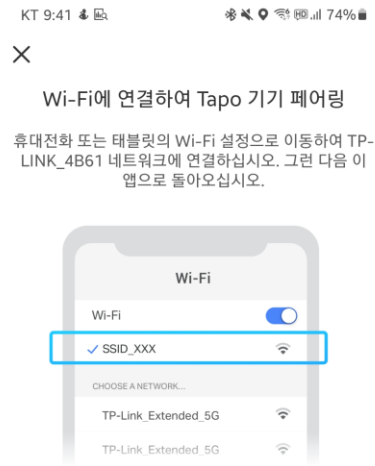 KT 9:41
HD 74%
Wi-Fi에 연결하여 Tapo 기기 페어링
휴대전화 또는 태블릿의 Wi-Fi 설정으로 이동하여 TP-
LINK_4B61 네트워크에 연결하십시오. 그런 다음 이
앱으로 돌아오십시오.
Wi-Fi
Wi-Fi
SSID_XXX
CHOOSE A NETWORK...
TP-Link_Extended_5G
TP-Link_Extended_5G